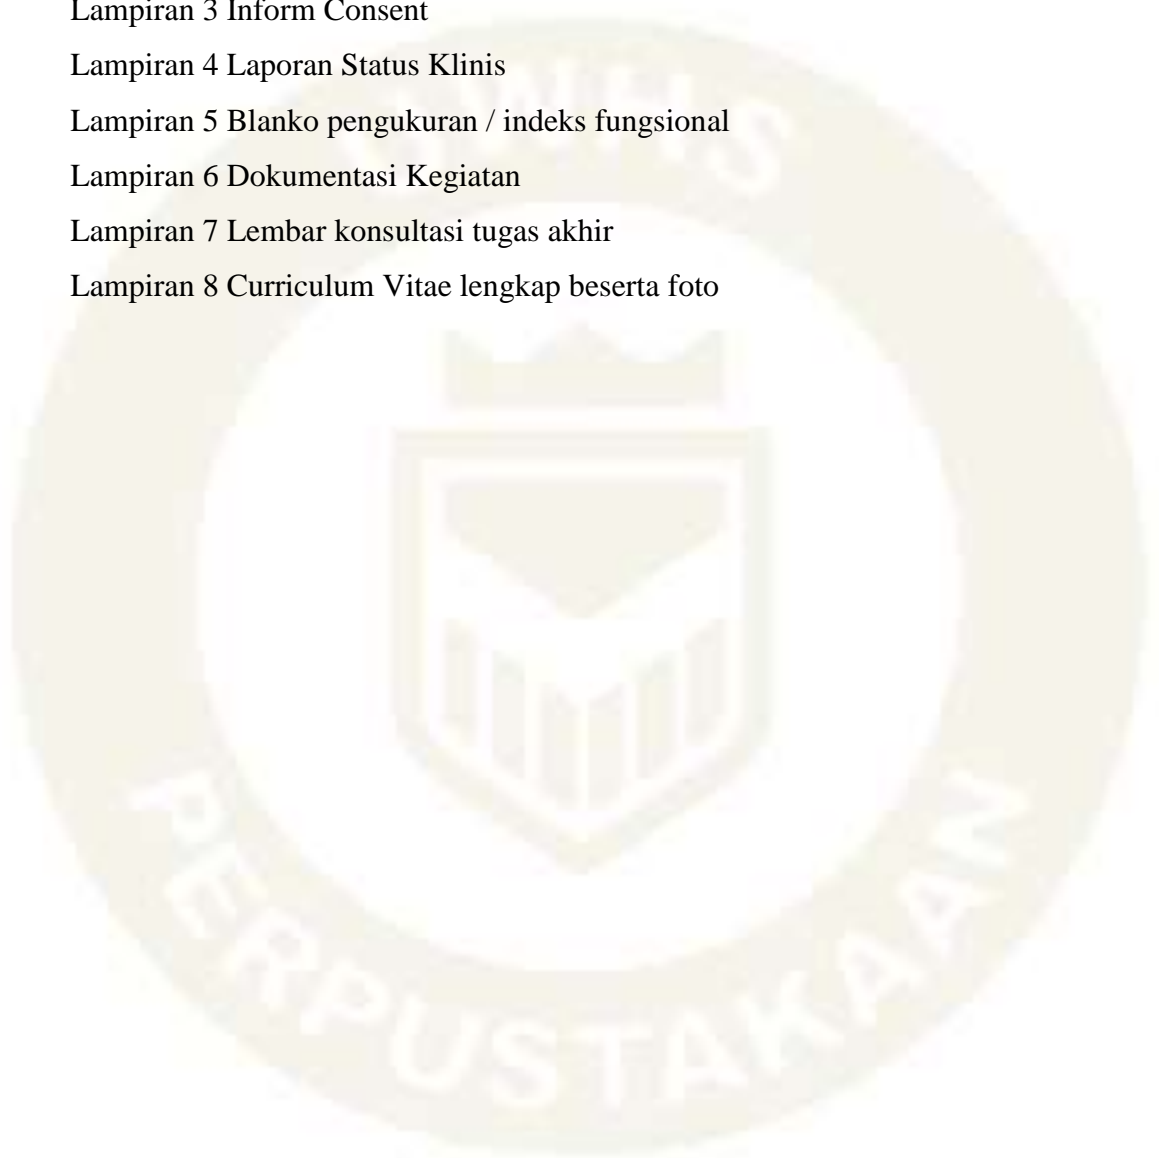 Lampiran 3 Inform Consent
Lampiran 4 Laporan Status Klinis
Lampiran 5 Blanko pengukuran / indeks fungsional
Lampiran 6 Dokumentasi Kegiatan
Lampiran 7 Lembar konsultasi tugas akhir
Lampiran 8 Curriculum Vitae lengkap beserta foto
UWHS
PERPUSTAKAAN